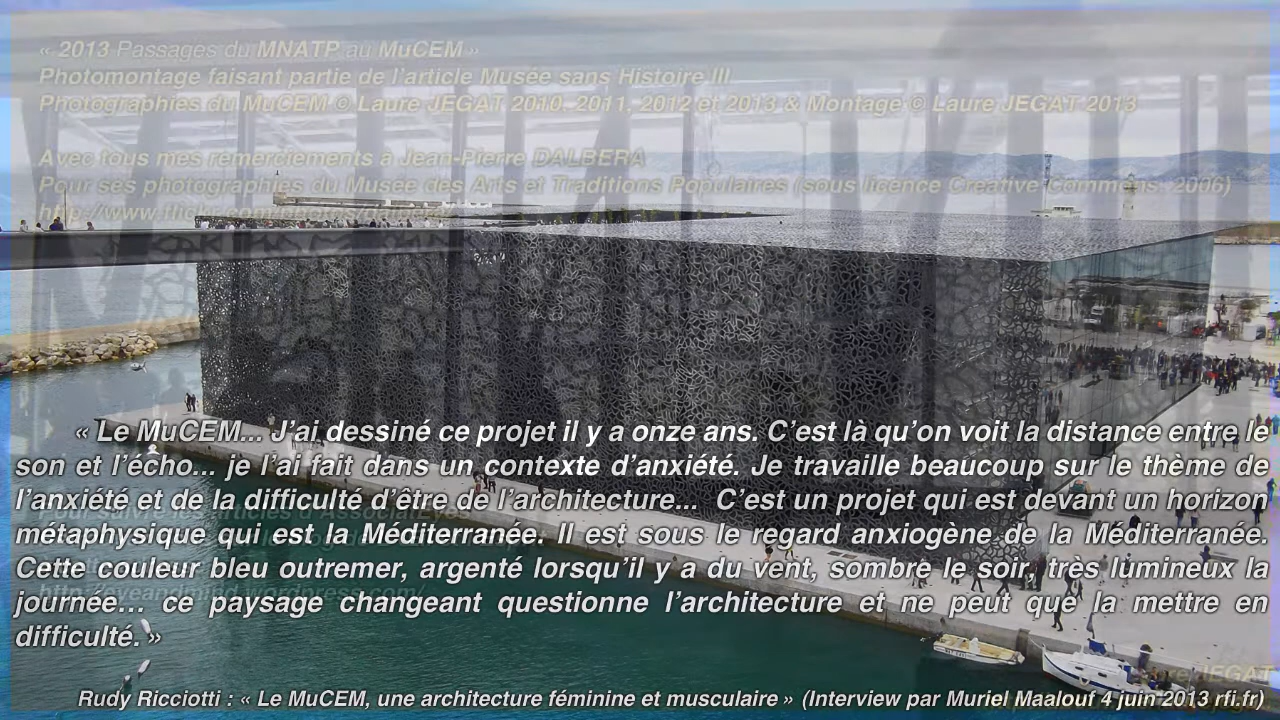 « 2013 Passages du MNATP au MuCEM »
Photomontage faisant partie de l'article Musée sans Histoire III
Photographies du MuCEM © Laure JEGAT 2010, 2011, 2012 et 2013 & Montage © Laure JEGAT 2013
Avec tous mes remerciements à Jean-Pierre DALBERA
Pour ses photographies du Musée des Arts et Traditions Populaires (sous licence Creative Commons, 2006)
« Le MuCEM... J'ai dessiné ce projet il y a onze ans. C'est là qu'on voit la distance entre le
son et l'écho... je l'ai fait dans un contexte d'anxiété. Je travaille beaucoup sur le thème de
l'anxiété et de la difficulté d'être de l'architecture... C'est un projet qui est devant un horizon
métaphysique qui est la Méditerranée. Il est sous le regard anxiogène de la Méditerranée.
Cette couleur bleu outremer, argenté lorsqu'il y a du vent, sombre le soir, très lumineux la
journée… ce paysage changeant questionne l'architecture et ne peut que la mettre en
http://eyeandmind.wordpress.com/
difficulté. »
JEGAT
Rudy Ricciotti : « Le MuCEM, une architecture féminine et musculaire » (Interview par Muriel Maalouf 4 juin 2013 rfi.fr)